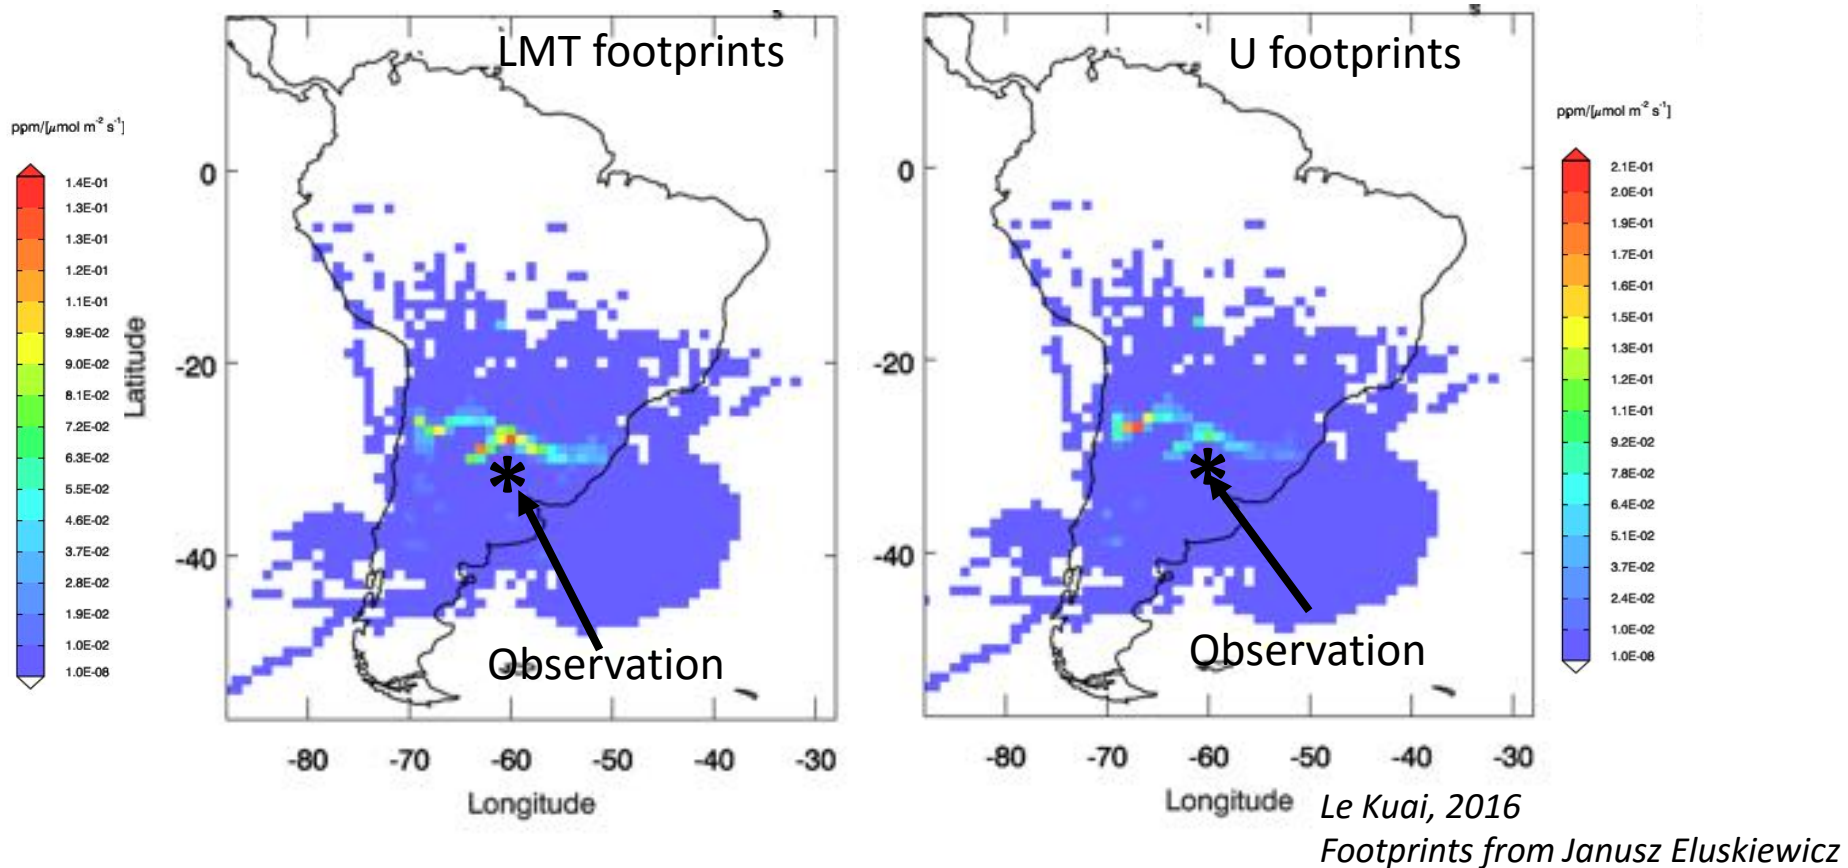 LMT footprints
U footprints
ppm/[μmol m-2 s-1]
1.4E-01
1.3E-01
1.3E-01
1.2E-01
1.1E-01
9.9E-02
9.0E-02
8.1E-02
7.2E-02
6.3E-02
5.5E-02
4.6E-02
3.7E-02
2.8E-02
1.9E-02
1.0E-02
1.0E-08
Latitude
0
-20
-40
*
Observation
-80
-70
-60
-50
-40
-30
Longitude
0
-20
-40
*
Observation
-80
-70
-60
-50
-40
-30
Longitude
ppm/[μmol m-2 s-1]
2.1E-01
2.0E-01
1.9E-01
1.7E-01
1.6E-01
1.5E-01
1.3E-01
1.2E-01
1.1E-01
9.2E-02
7.8E-02
6.4E-02
5.1E-02
3.7E-02
2.4E-02
1.0E-02
1.0E-08
Le Kuai, 2016
Footprints from Janusz Eluskiewicz